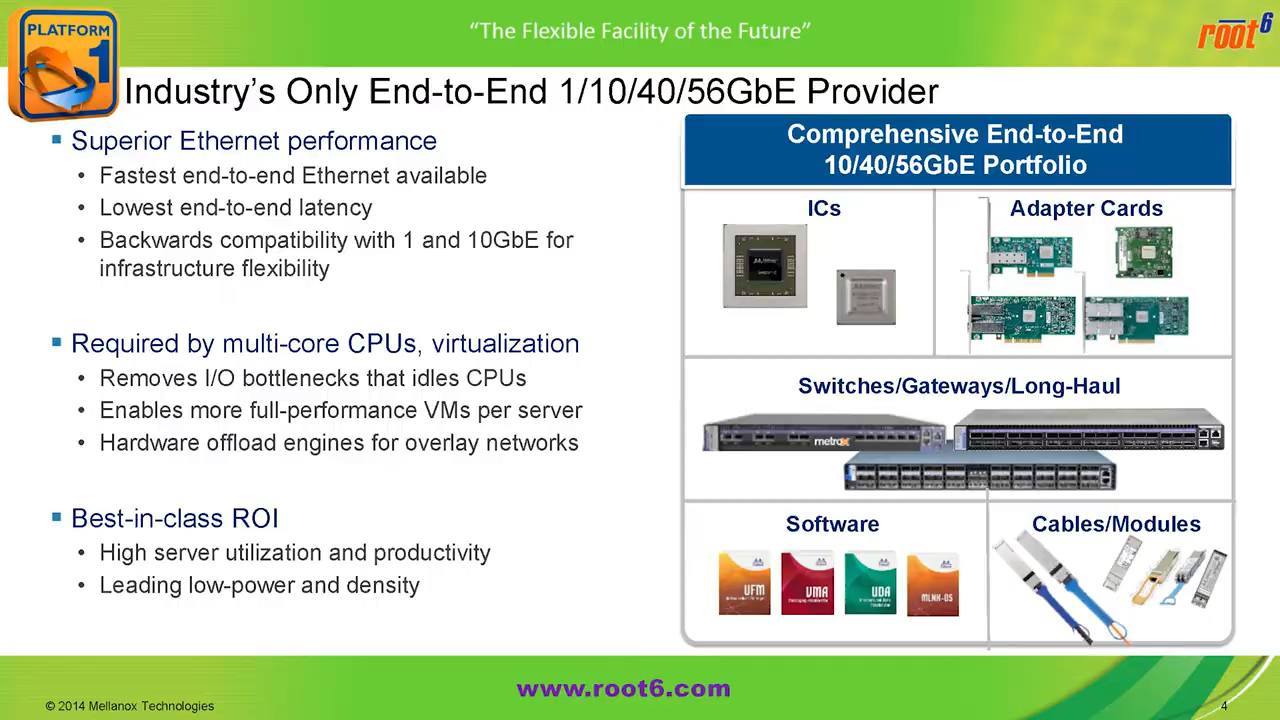 “The Flexible Facility of the Future”
PLATFORM
1
root6
Industry’s Only End-to-End 1/10/40/56GbE Provider
Superior Ethernet performance
Fastest end-to-end Ethernet available
Lowest end-to-end latency
Backwards compatibility with 1 and 10GbE for
infrastructure flexibility
Required by multi-core CPUs, virtualization
Removes I/O bottlenecks that idles CPUs
Enables more full-performance VMs per server
Hardware offload engines for overlay networks
Best-in-class ROI
High server utilization and productivity
Leading low-power and density
Comprehensive End-to-End
10/40/56GbE Portfolio
ICs
Adapter Cards
Switches/Gateways/Long-Haul
metrox
Software
Cables/Modules
UFM
VMA
UDA
MLNX-OS
www.root6.com
© 2014 Mellanox Technologies
4